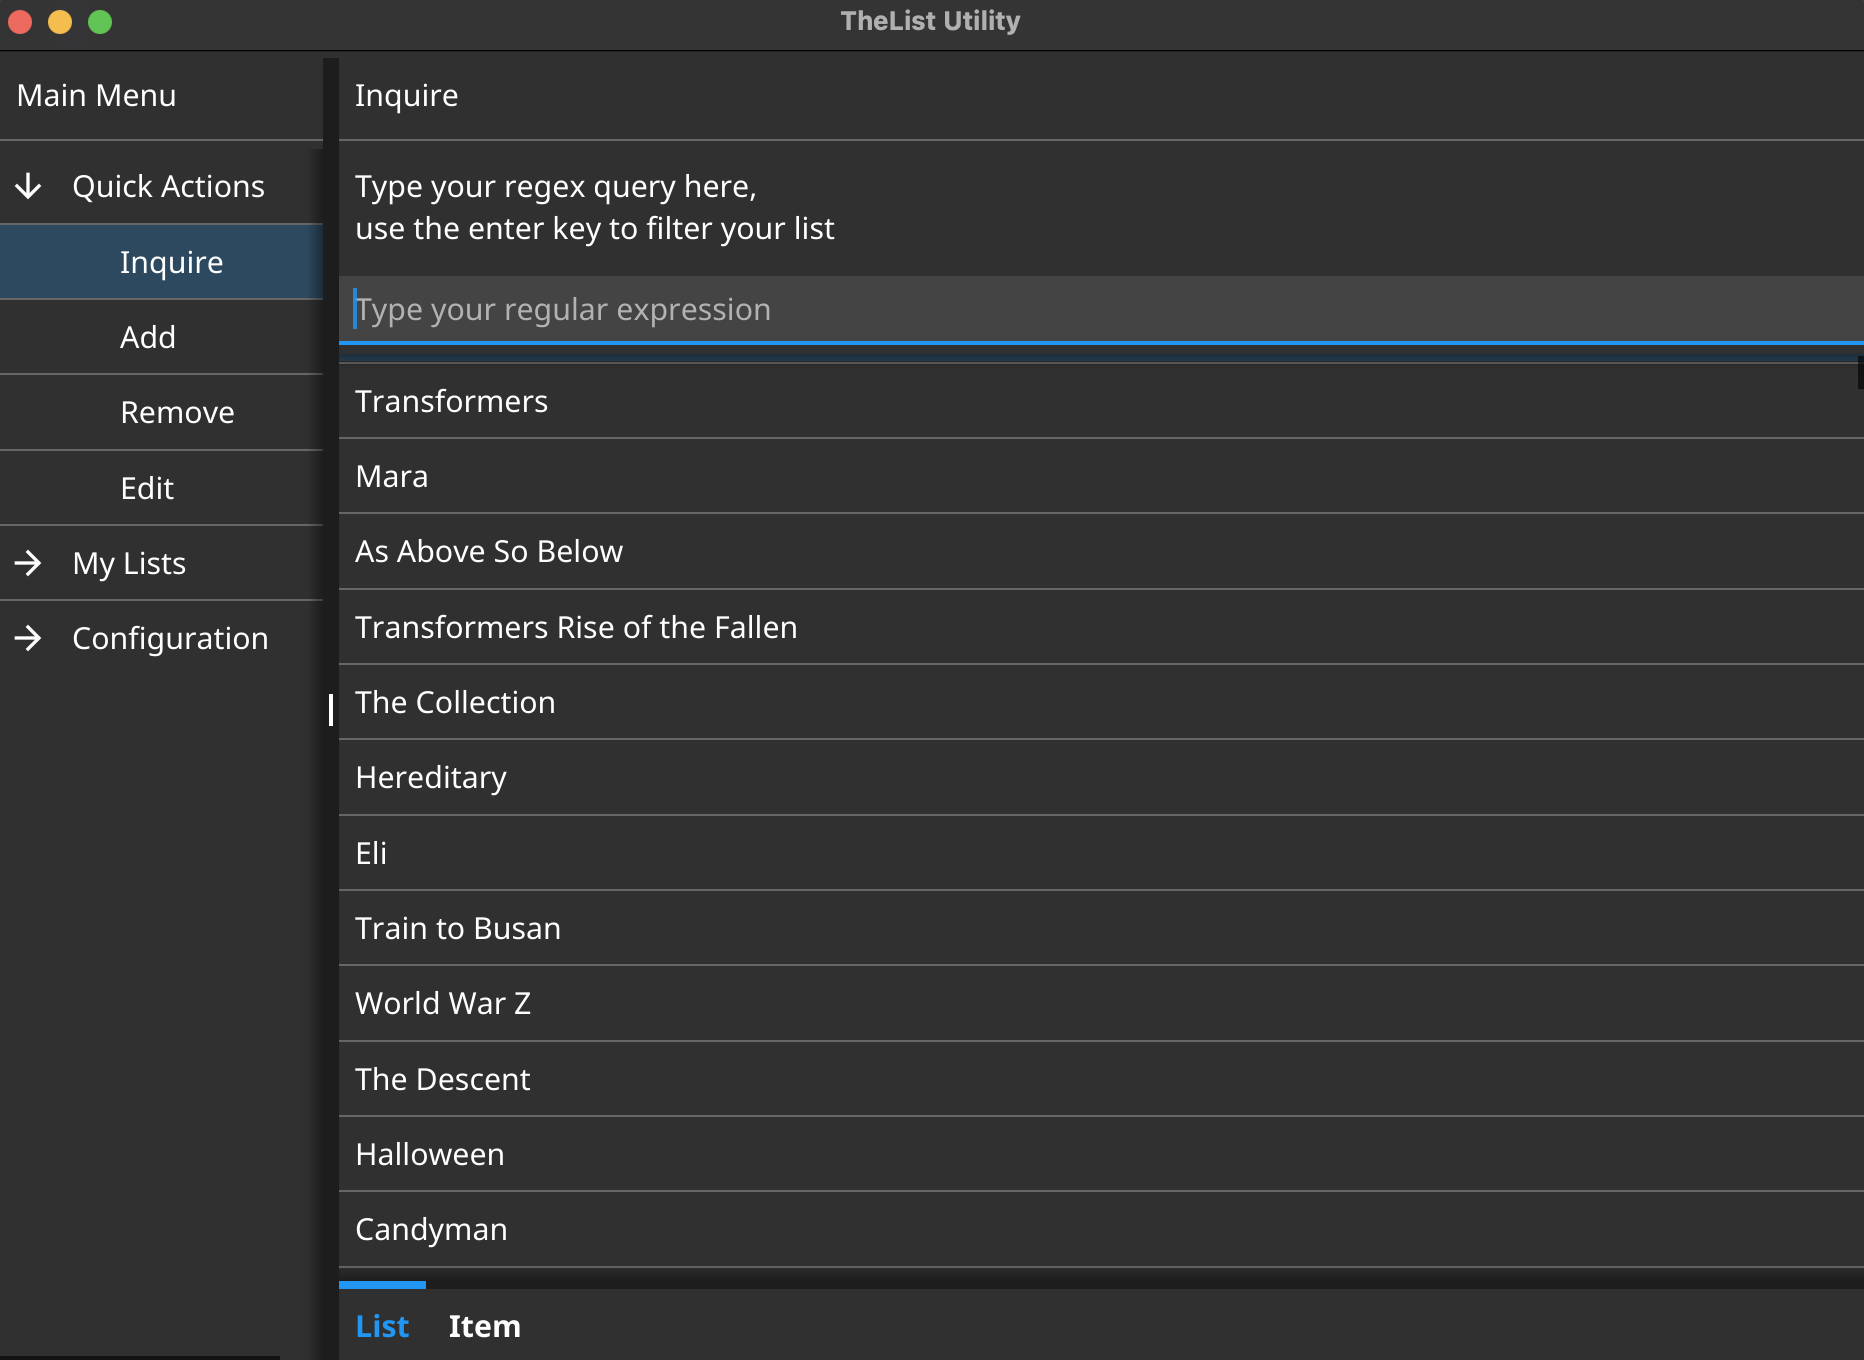 TheList Utility
Main Menu
Quick Actions
Inquire
Add
Remove
Edit
My Lists
Configuration
Inquire
Type your regex query here,
use the enter key to filter your list
Type your regular expression
Transformers
Mara
As Above So Below
Transformers Rise of the Fallen
The Collection
Hereditary
Eli
Train to Busan
World War Z
The Descent
Halloween
Candyman
List
Item